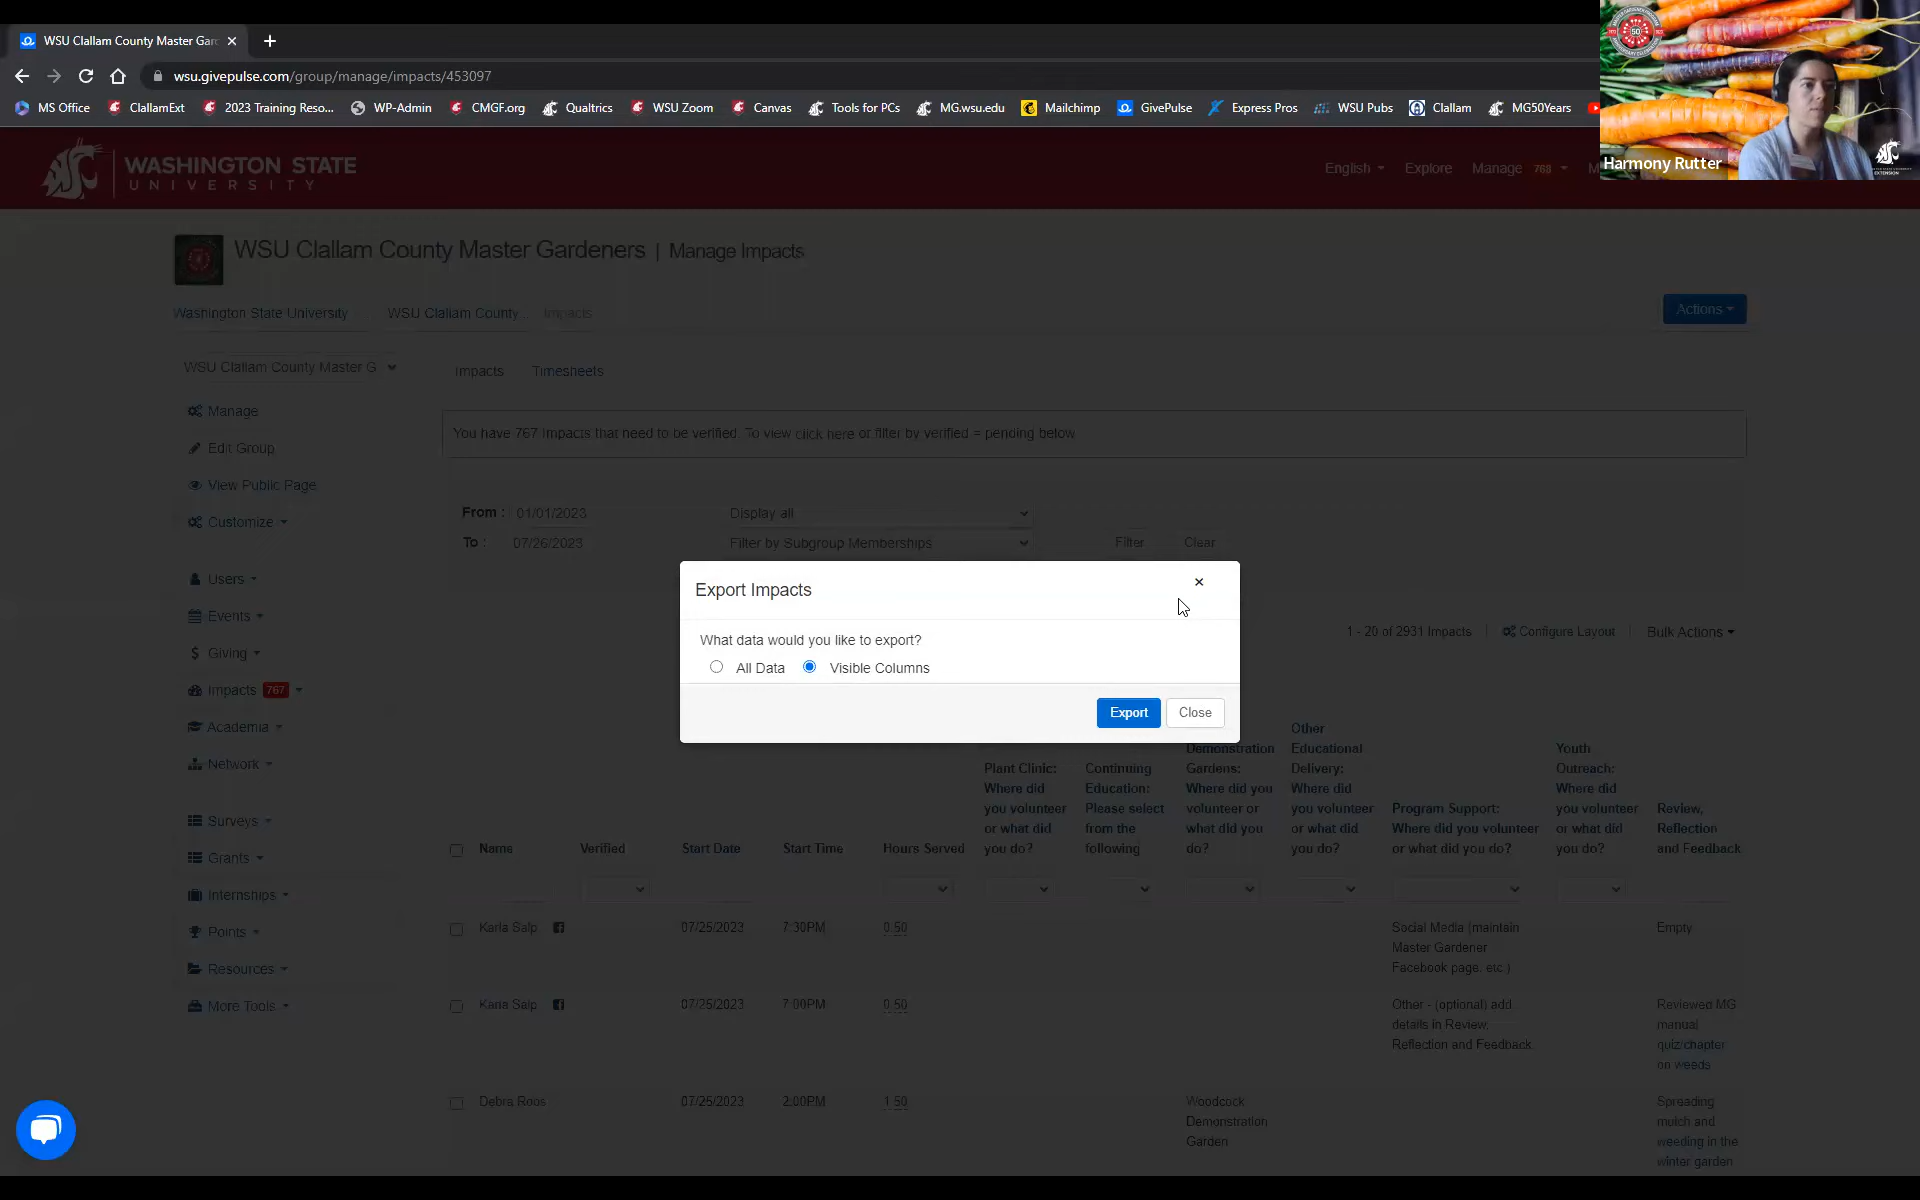 WSU Clallam County Master Gar
wsu.givepulse.com/group/manage/impacts/453097
MS Office ClallamExt 2023 Training Reso... WP-Admin CMGF.org Qualtrics WSU Zoom Canvas Tools for PCs MG.wsu.edu Mailchimp GivePulse Express Pros WSU Pubs Clallam MG50Years
Harmony Rutter
WASHINGTON STATE
UNIVERSITY
English Explore Manage 768 M
WSU Clallam County Master Gardeners | Manage Impacts
Washington State University WSU Clallam County... Impacts
Actions
WSU Clallam County Master G
Impacts Timesheets
Manage
You have 767 Impacts that need to be verified. To view click here or filter by verified = pending below
Edit Group
View Public Page
Customize
From : 01/01/2023 Display all
To : 07/26/2023 Filter by Subgroup Memberships Filter Clear
Users
Events
Giving
Impacts 767
Academia
Network
Surveys
Grants
Internships
Points
Resources
More Tools
Export Impacts ×
What data would you like to export?
All Data Visible Columns
Export Close
1 - 20 of 2931 Impacts Configure Layout Bulk Actions
Name
Verified
Start Date
Start Time
Hours Served
Plant Clinic:
Where did
you volunteer
or what did
you do?
Continuing
Education:
Please select
from the
following
Demonstration
Gardens:
Where did you
volunteer or
what did you
do?
Other
Educational
Delivery:
Where did
you volunteer
or what did
you do?
Program Support:
Where did you volunteer
or what did you do?
Youth
Outreach:
Where did
you volunteer
or what did
you do?
Review,
Reflection
and Feedback
Karla Salp 07/25/2023 7:30PM 0.50
Social Media (maintain
Master Gardener
Facebook page, etc.)
Empty
Karla Salp 07/25/2023 7:00PM 0.50
Other - (optional) add
details in Review,
Reflection and Feedback
Reviewed MG
manual
quiz/chapter
on weeds
Debra Roos 07/25/2023 2:00PM 1.50
Woodcock
Demonstration
Garden
Spreading
mulch and
weeding in the
winter garden